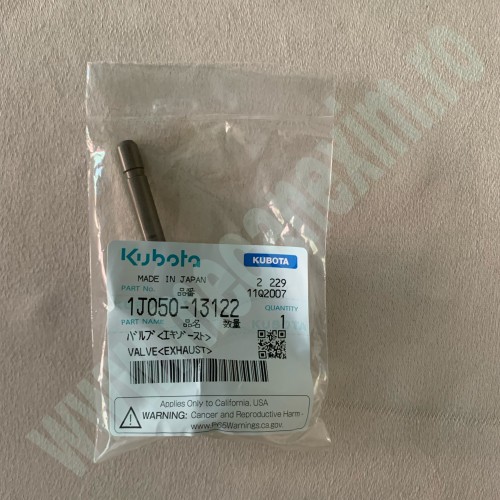 Kubota KUBOTA
MADE IN JAPAN 2 229
PART No. 品番 11Q2007
1J050-13122 QUANTITY
PART NAME 品名 数量 1
バルブ<エキゾースト>
VALVE<EXHAUST>
Applies Only to California, USA
WARNING: Cancer and Reproductive Harm -
www.P65Warnings.ca.gov